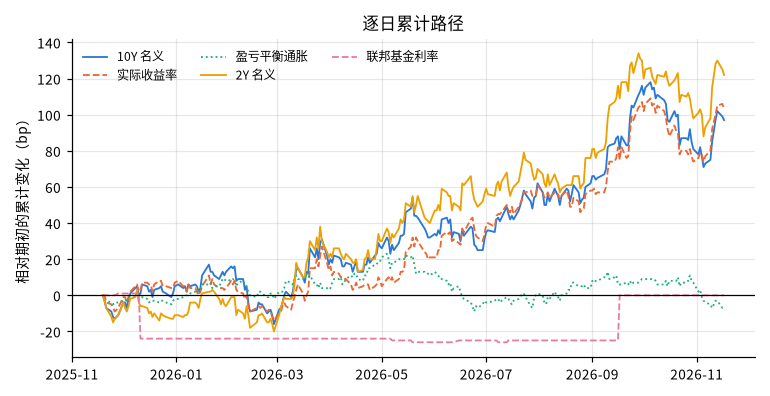 逐日累计路径
10Y 名义
实际收益率
盈亏平衡通胀
2Y 名义
联邦基金利率
相对期初的累计变化（bp）
140
120
100
80
60
40
20
0
-20
2025-11
2026-01
2026-03
2026-05
2026-07
2026-09
2026-11